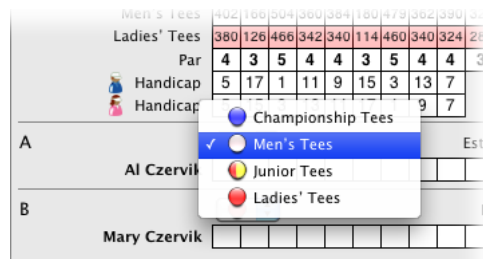 Men's Tees 402 166 504 360 384 180 479 362 390
Ladies' Tees 380 126 466 342 340 114 460 340 324
Par 4 3 5 4 4 3 5 4 4
Handicap 5 17 1 11 9 15 3 13 7
Handicap 9 7
Championship Tees
A ✓ Men's Tees Est
Al Czervik Junior Tees
Ladies' Tees
B
Mary Czervik